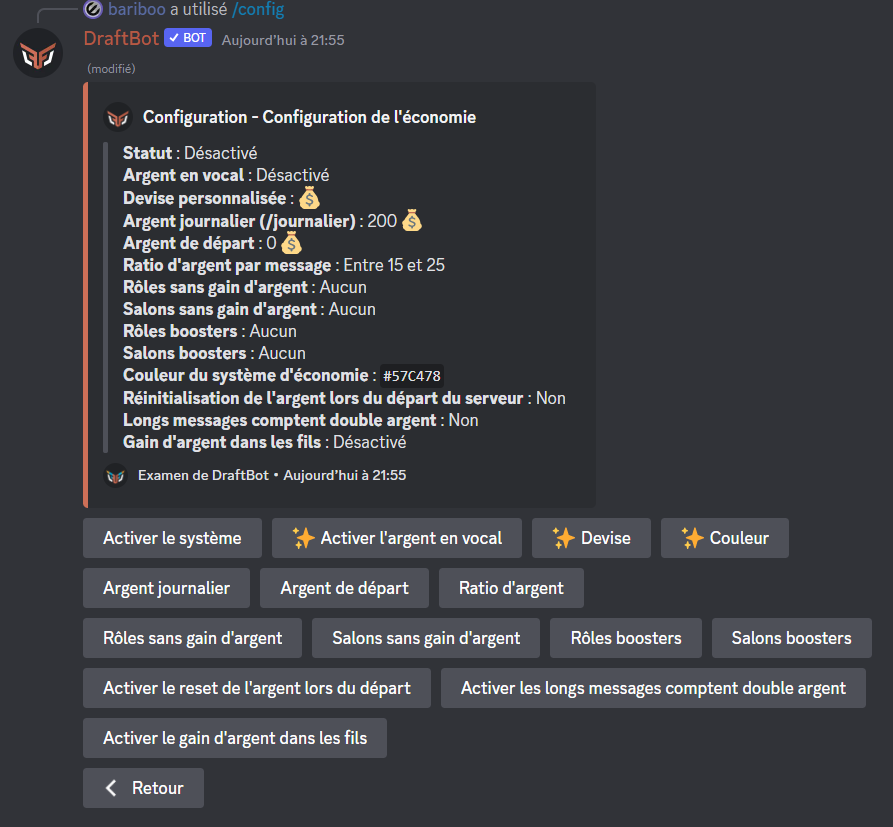 bariboo a utilisé /config
DraftBot ✓ BOT Aujourd'hui à 21:55
(modifié)
Configuration - Configuration de l'économie
Statut : Désactivé
Argent en vocal : Désactivé
Devise personnalisée : 💰
Argent journalier (/journalier) : 200 💰
Argent de départ : 0 💰
Ratio d'argent par message : Entre 15 et 25
Rôles sans gain d'argent : Aucun
Salons sans gain d'argent : Aucun
Rôles boosters : Aucun
Salons boosters : Aucun
Couleur du système d'économie : #57C478
Réinitialisation de l'argent lors du départ du serveur : Non
Longs messages comptent double argent : Non
Gain d'argent dans les fils : Désactivé
Examen de DraftBot • Aujourd'hui à 21:55
Activer le système ✨ Activer l'argent en vocal ✨ Devise ✨ Couleur
Argent journalier Argent de départ Ratio d'argent
Rôles sans gain d'argent Salons sans gain d'argent Rôles boosters Salons boosters
Activer le reset de l'argent lors du départ Activer les longs messages comptent double argent
Activer le gain d'argent dans les fils
Retour